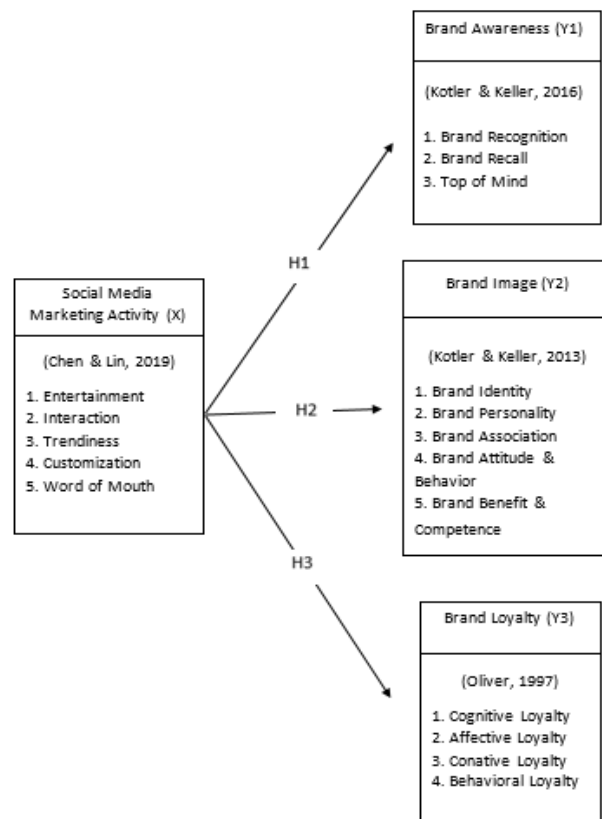 Brand Awareness (Y1)
(Kotler & Keller, 2016)
1. Brand Recognition
2. Brand Recall
3. Top of Mind
H1
Social Media
Marketing Activity (X)
(Chen & Lin, 2019)
1. Entertainment
2. Interaction
3. Trendiness
4. Customization
5. Word of Mouth
H2
Brand Image (Y2)
(Kotler & Keller, 2013)
1. Brand Identity
2. Brand Personality
3. Brand Association
4. Brand Attitude &
Behavior
5. Brand Benefit &
Competence
H3
Brand Loyalty (Y3)
(Oliver, 1997)
1. Cognitive Loyalty
2. Affective Loyalty
3. Conative Loyalty
4. Behavioral Loyalty